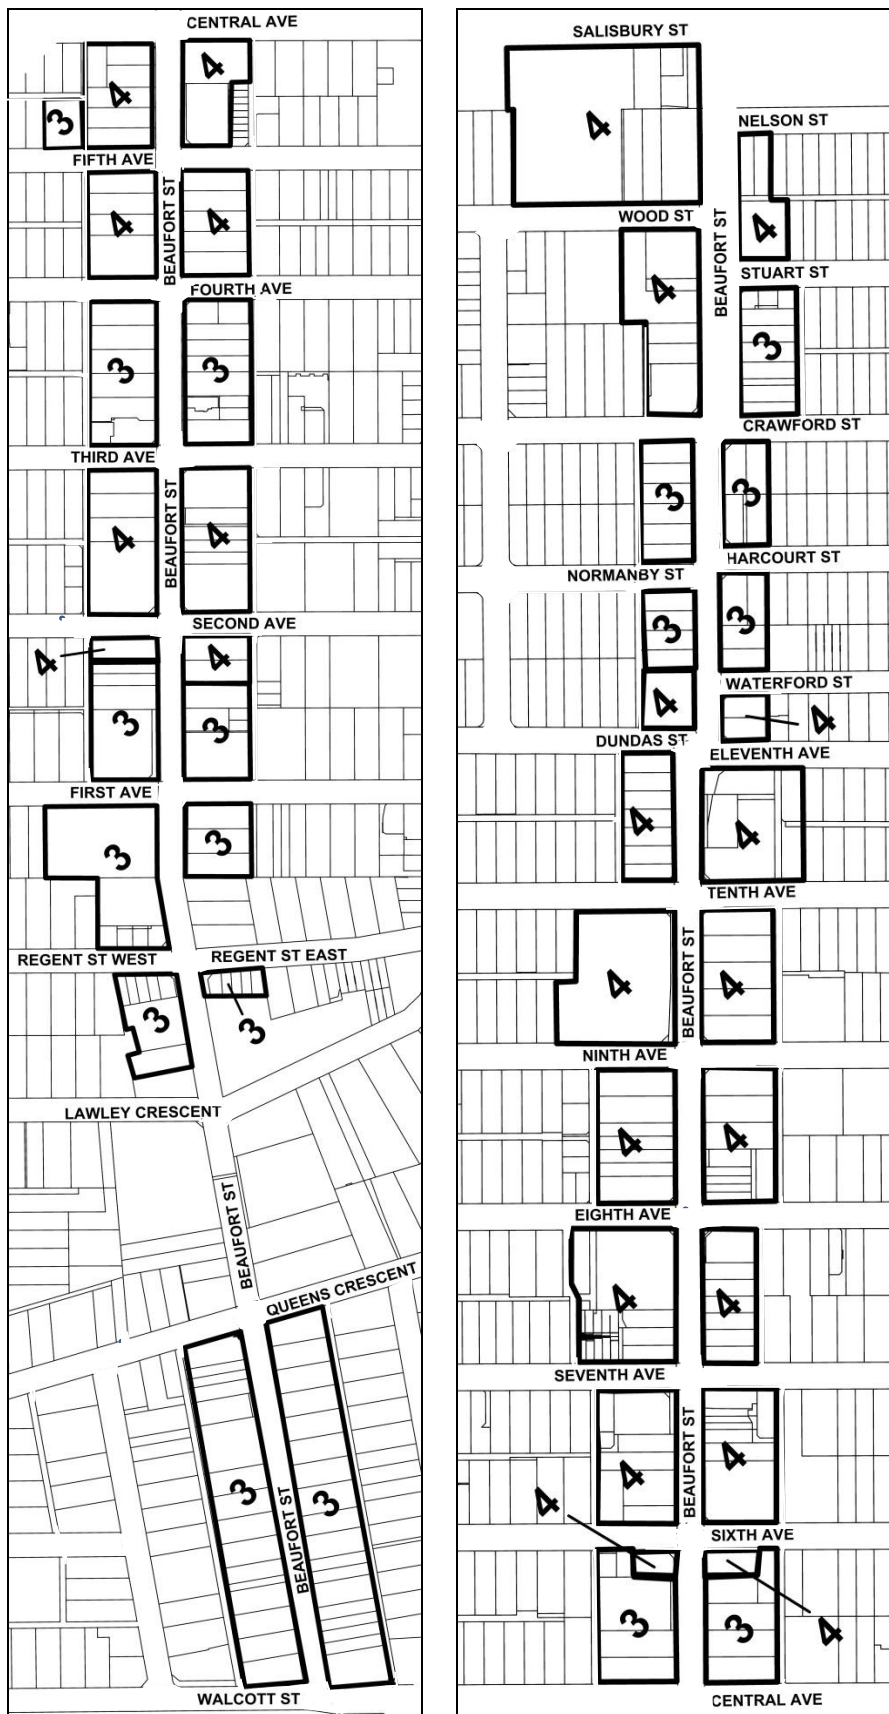 CENTRAL AVE
4
4
3
FIFTH AVE
BEAUFORT ST
4
4
FOURTH AVE
3
3
THIRD AVE
BEAUFORT ST
4
4
SECOND AVE
4
4
3
3
FIRST AVE
3
3
REGENT ST WEST
REGENT ST EAST
3
3
LAWLEY CRESCENT
BEAUFORT ST
QUEENS CRESCENT
3
3
BEAUFORT ST
WALCOTT ST
SALISBURY ST
4
NELSON ST
WOOD ST
BEAUFORT ST
4
STUART ST
4
3
CRAWFORD ST
3
3
HARCOURT ST
NORMANBY ST
3
3
4
WATERFORD ST
4
DUNDAS ST
ELEVENTH AVE
4
4
TENTH AVE
BEAUFORT ST
4
4
NINTH AVE
4
4
EIGHTH AVE
4
4
SEVENTH AVE
BEAUFORT ST
4
4
4
SIXTH AVE
3
3
4
CENTRAL AVE